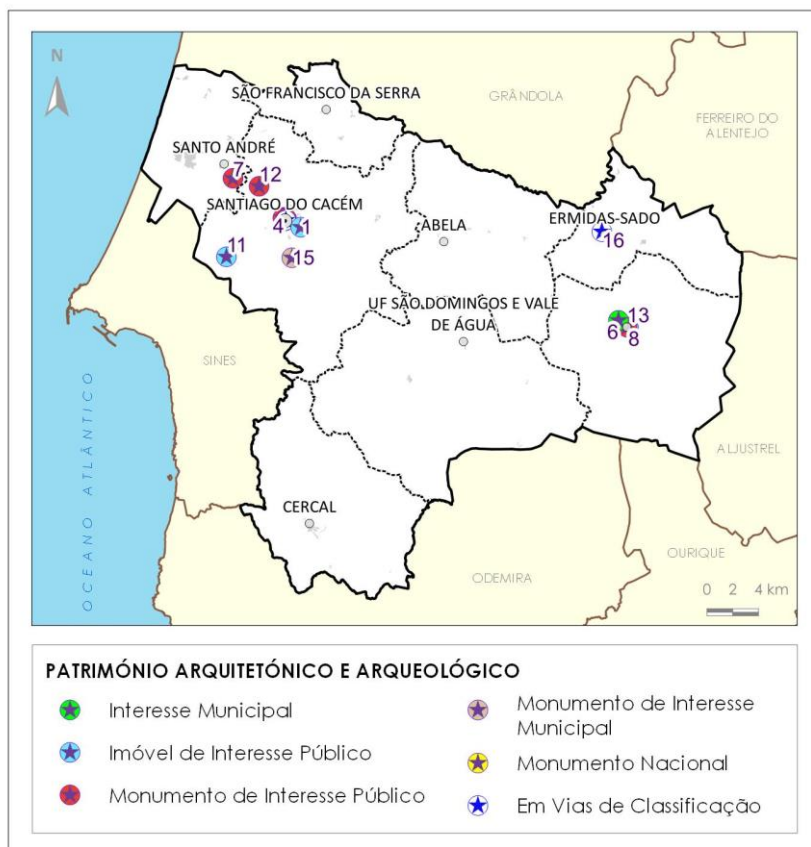 N
SÃO FRANCISCO DA SERRA
GRÂNDOLA
FERREIRO DO
ALENTEJO
SANTO ANDRÉ
7
12
SANTIAGO DO CACÉM
4
1
ABELA
ERMIDAS-SADO
16
11
15
UF SÃO DOMINGOS E VALE
DE ÁGUA
13
6
8
SINES
OCEANO ATLÂNTICO
ALJUSTREL
CERCAL
OURIQUE
ODEMIRA
0 2 4 km
PATRIMÓNIO ARQUITETÓNICO E ARQUEOLÓGICO
Interesse Municipal
Imóvel de Interesse Público
Monumento de Interesse Público
Monumento de Interesse
Municipal
Monumento Nacional
Em Vias de Classificação